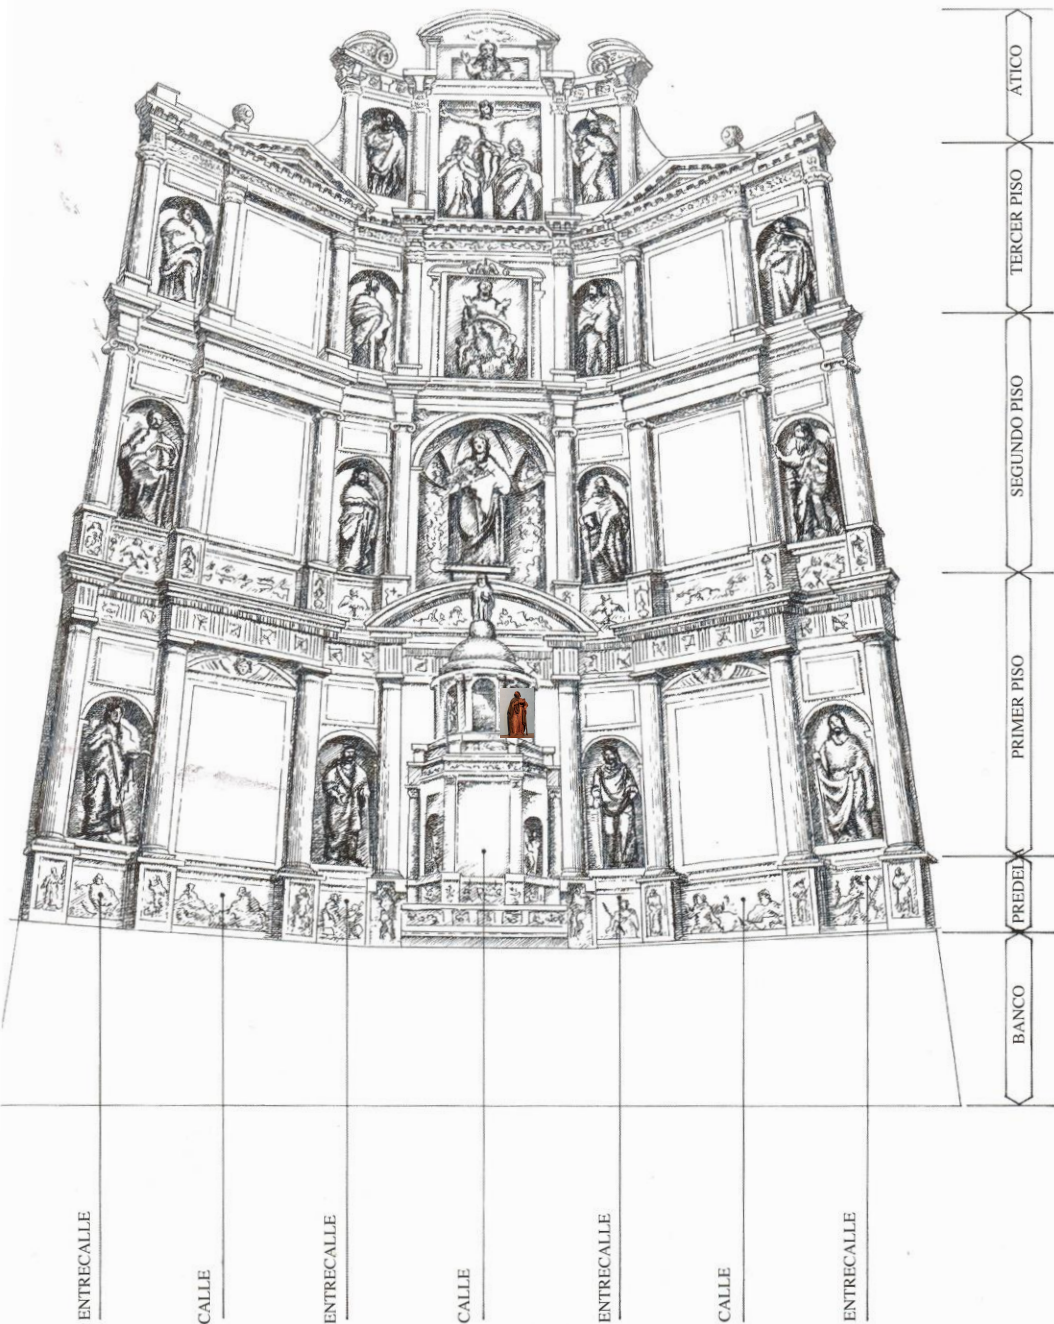 ATICO
TERCER PISO
SEGUNDO PISO
PRIMER PISO
PREDELA
BANCO
ENTRECALLE
CALLE
ENTRECALLE
CALLE
ENTRECALLE
CALLE
ENTRECALLE